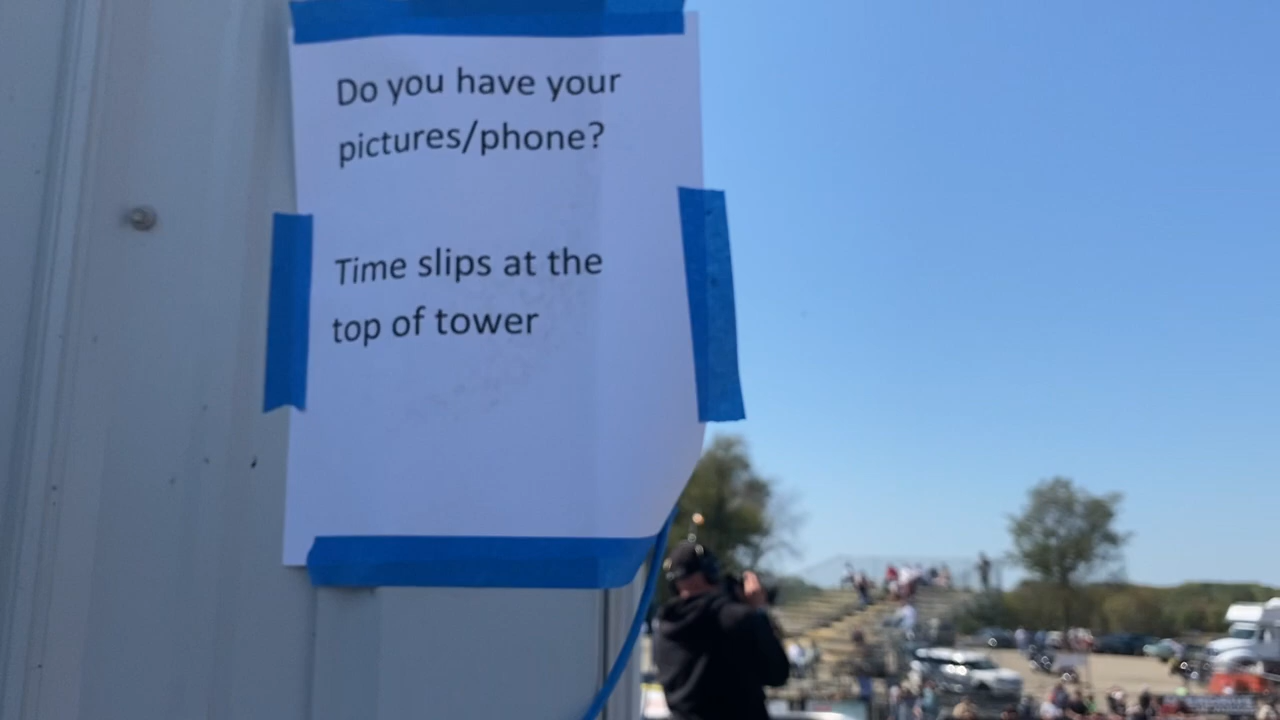 Do you have your
pictures/phone?
Time slips at the
top of tower